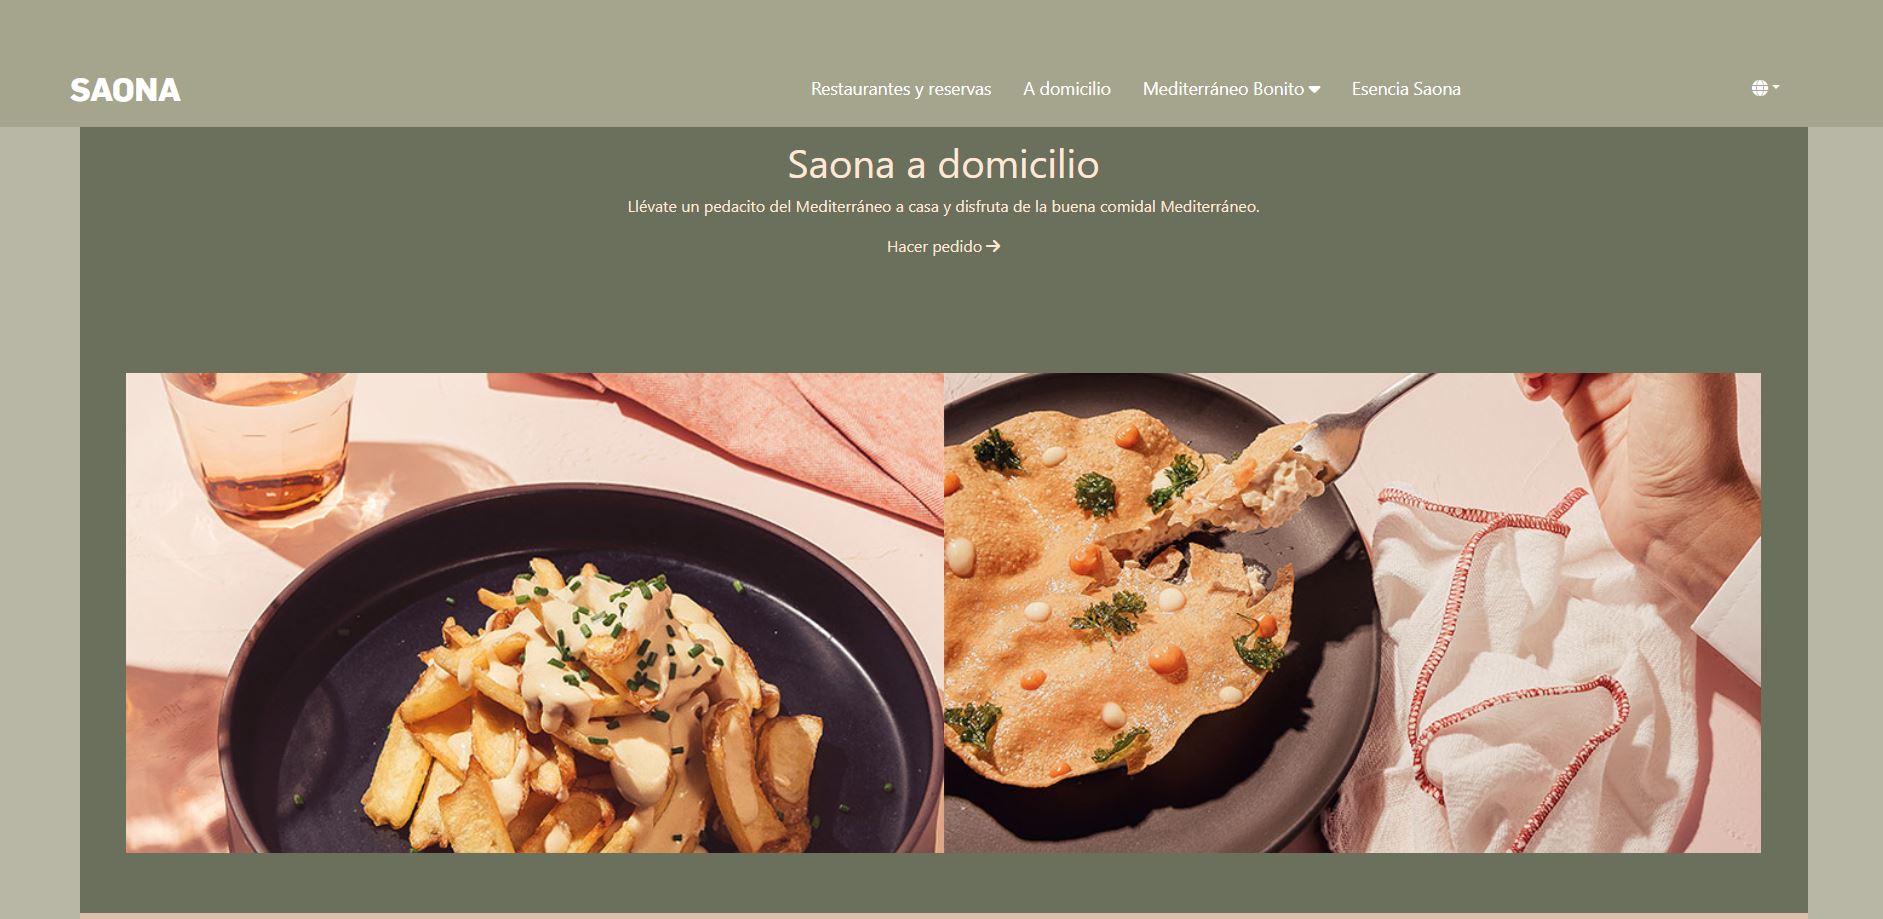 SAONA
Restaurantes y reservas
A domicilio
Mediterráneo Bonito
Esencia Saona
Saona a domicilio
Llévate un pedacito del Mediterráneo a casa y disfruta de la buena comidal Mediterráneo.
Hacer pedido